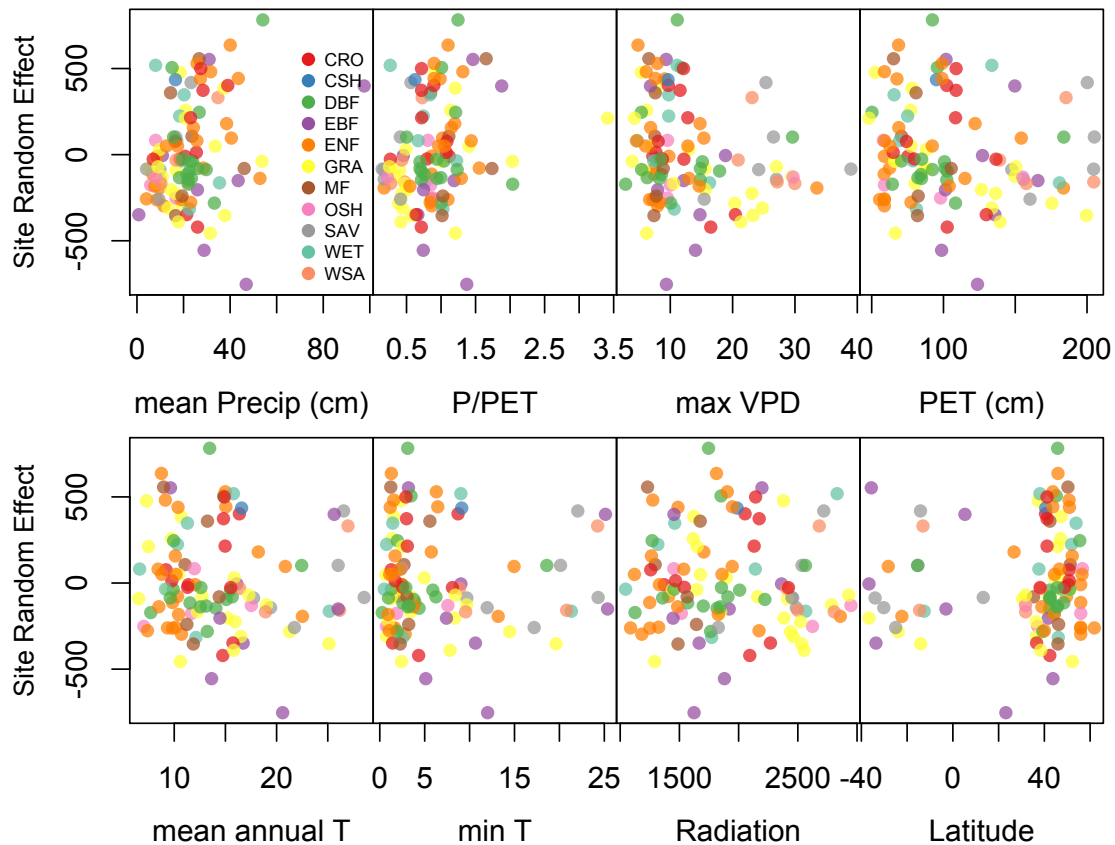 Site Random Effect
500
0
-500
CRO
CSH
DBF
EBF
ENF
GRA
MF
OSH
SAV
WET
WSA
0 40 80
0.5 1.5 2.5 3.5
10 20 30 40
100 200
mean Precip (cm)
P/PET
max VPD
PET (cm)
Site Random Effect
500
0
-500
10 20
0 5 15 25
1500 2500
-40 0 40
mean annual T
min T
Radiation
Latitude